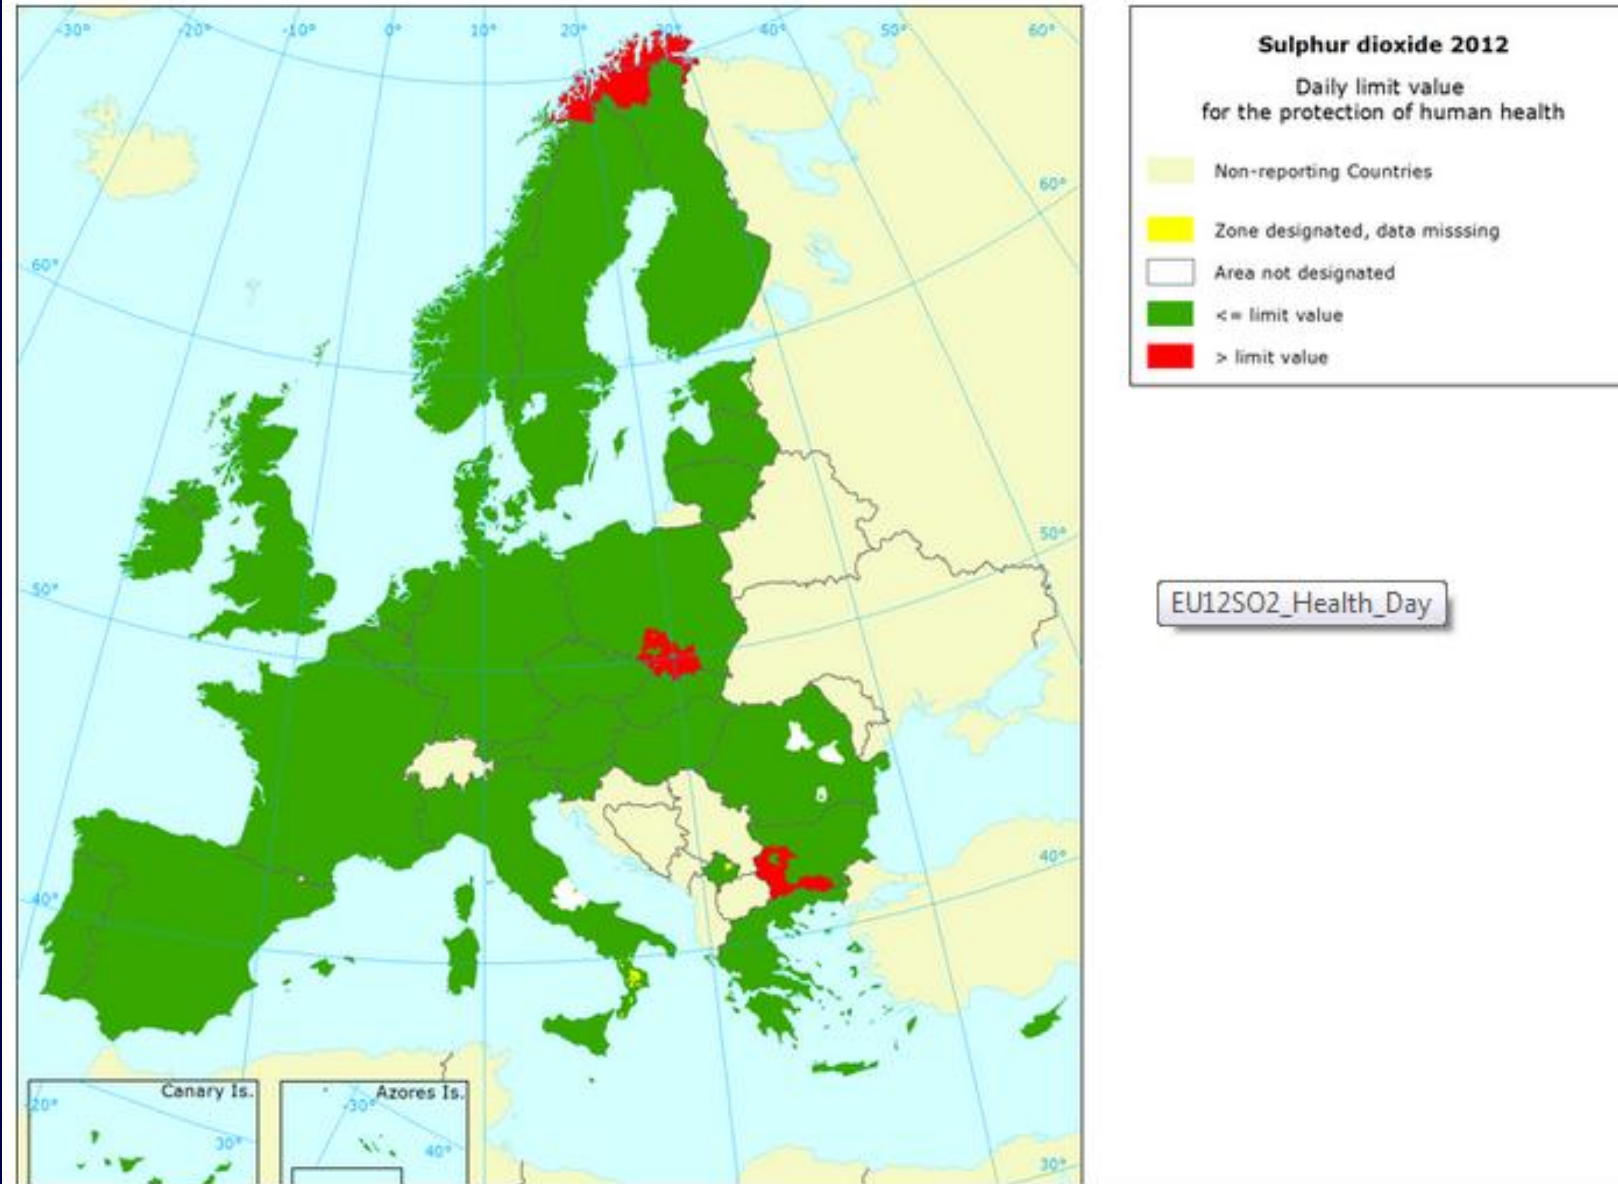 -30°
-20°
-10°
0°
10°
20°
30°
40°
50°
60°
60°
60°
50°
50°
40°
-40°
30°
Canary Is.
-20°
30°
Azores Is.
-30°
40°
Sulphur dioxide 2012
Daily limit value
for the protection of human health
Non-reporting Countries
Zone designated, data misssing
Area not designated
<= limit value
> limit value
EU12SO2_Health_Day